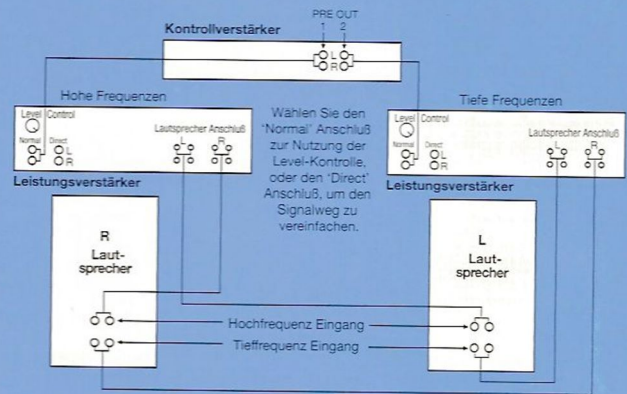 PRE OUT
1 2
Kontrollverstärker
L
R
Hohe Frequenzen
Level Control
Normal Direct
L
R
Lautsprecher Anschluß
L R
Leistungsverstärker
Wählen Sie den
'Normal' Anschluß
zur Nutzung der
Level-Kontrolle,
oder den 'Direct'
Anschluß, um den
Signalweg zu
vereinfachen.
Tiefe Frequenzen
Level Control
Normal Direct
L
R
Lautsprecher Anschluß
L R
Leistungsverstärker
R
Laut-
sprecher
L
Laut-
sprecher
Hochfrequenz Eingang
Tieffrequenz Eingang